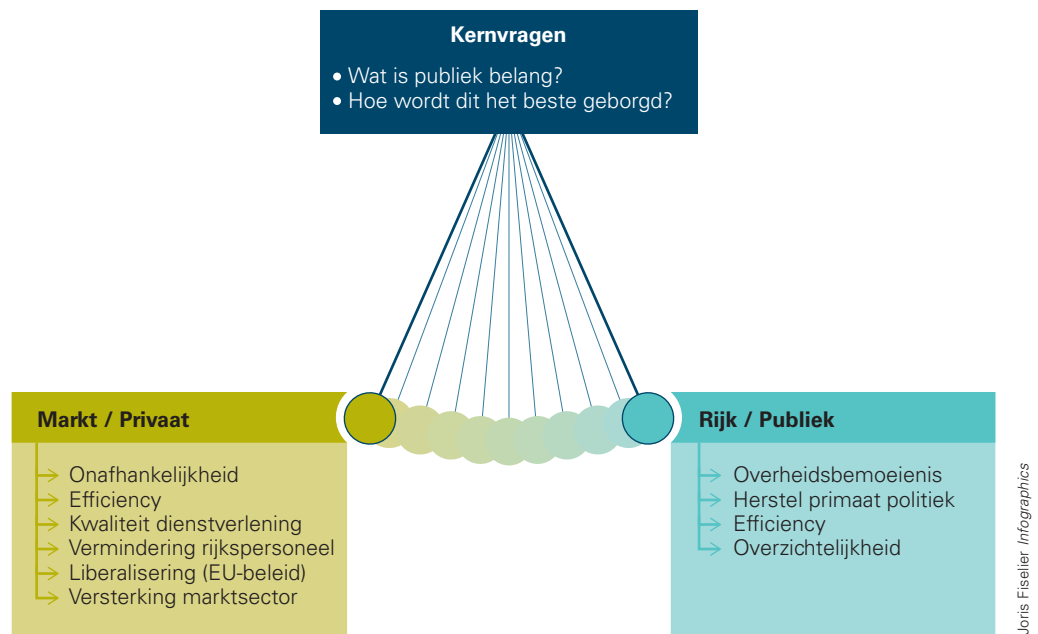 Kernvragen
• Wat is publiek belang?
• Hoe wordt dit het beste geborgd?
Markt / Privaat
Onafhankelijkheid
Efficiency
Kwaliteit dienstverlening
Vermindering rijkspersoneel
Liberalisering (EU-beleid)
Versterking marktsector
Rijk / Publiek
Overheidsbemoeienis
Herstel primaat politiek
Efficiency
Overzichtelijkheid
Joris Fiselier Infographics